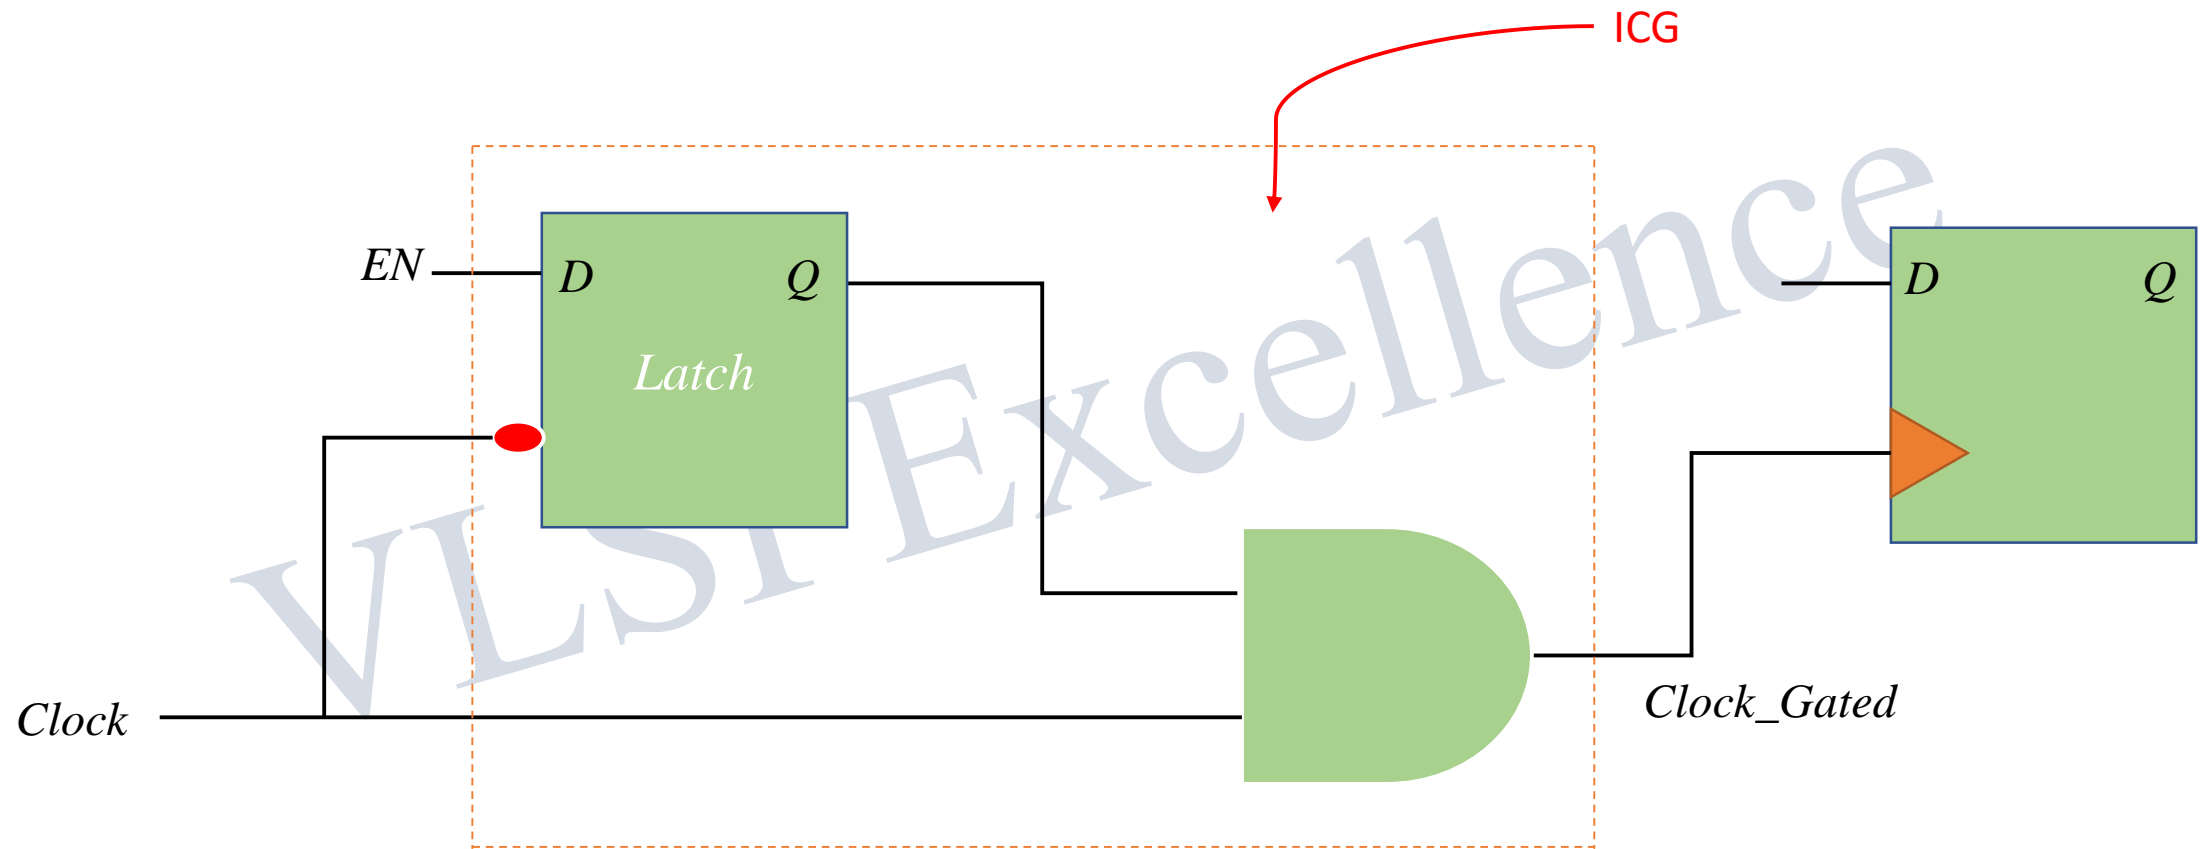 ICG
EN
D
Q
Latch
D
Q
Clock
Clock_Gated
VLSI Excellence